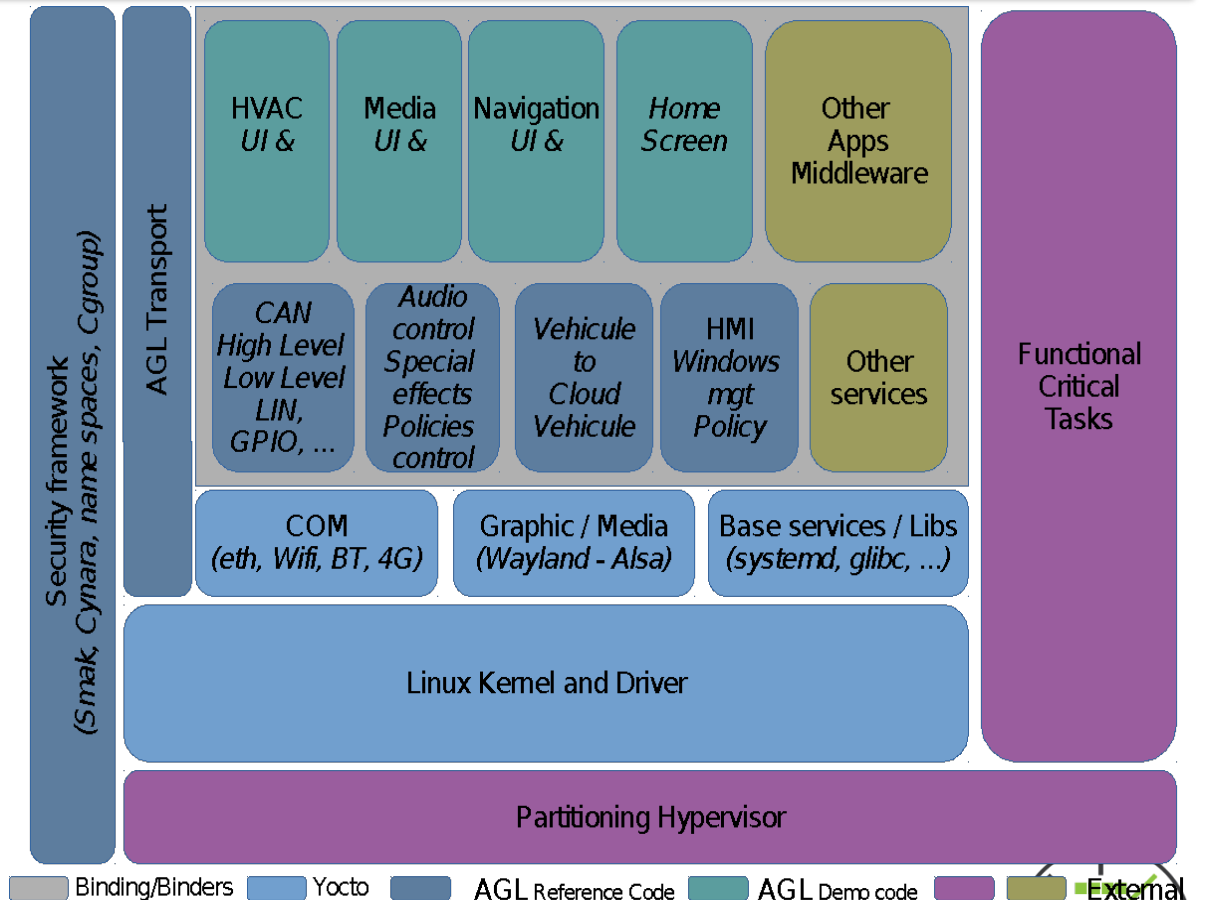 Security framework
(Smak, Cynara, name spaces, Cgroup)
AGL Transport
HVAC
UI &
Media
UI &
Navigation
UI &
Home
Screen
Other
Apps
Middleware
CAN
High Level
Low Level
LIN,
GPIO, ...
Audio
control
Special
effects
Policies
control
Vehicule
to
Cloud
Vehicule
HMI
Windows
mgt
Policy
Other
services
Functional
Critical
Tasks
COM
(eth, Wifi, BT, 4G)
Graphic / Media
(Wayland - Alsa)
Base services / Libs
(systemd, glibc, ...)
Linux Kernel and Driver
Partitioning Hypervisor
Binding/Binders
Yocto
AGL Reference Code
AGL Demo code
External